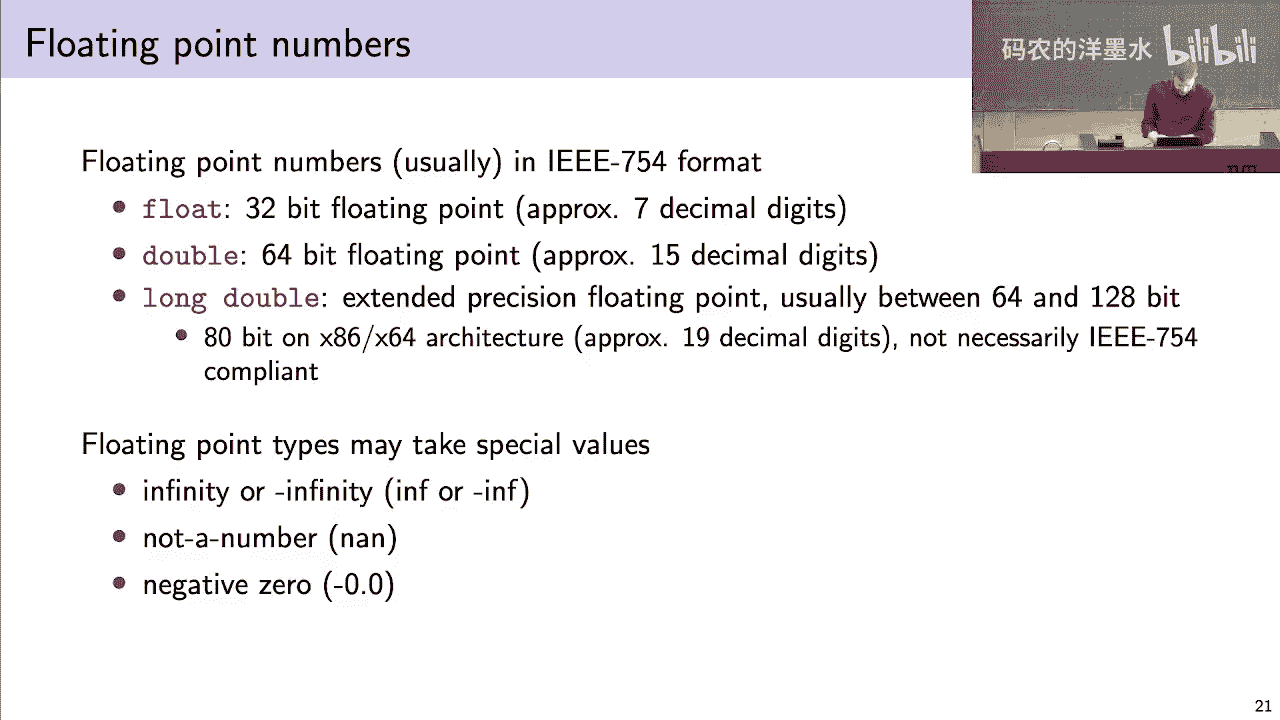 Floating point numbers
码农的洋墨水 bilibili
Floating point numbers (usually) in IEEE-754 format
• float: 32 bit floating point (approx. 7 decimal digits)
• double: 64 bit floating point (approx. 15 decimal digits)
• long double: extended precision floating point, usually between 64 and 128 bit
• 80 bit on x86/x64 architecture (approx. 19 decimal digits), not necessarily IEEE-754
compliant
Floating point types may take special values
• infinity or -infinity (inf or -inf)
• not-a-number (nan)
• negative zero (-0.0)
21